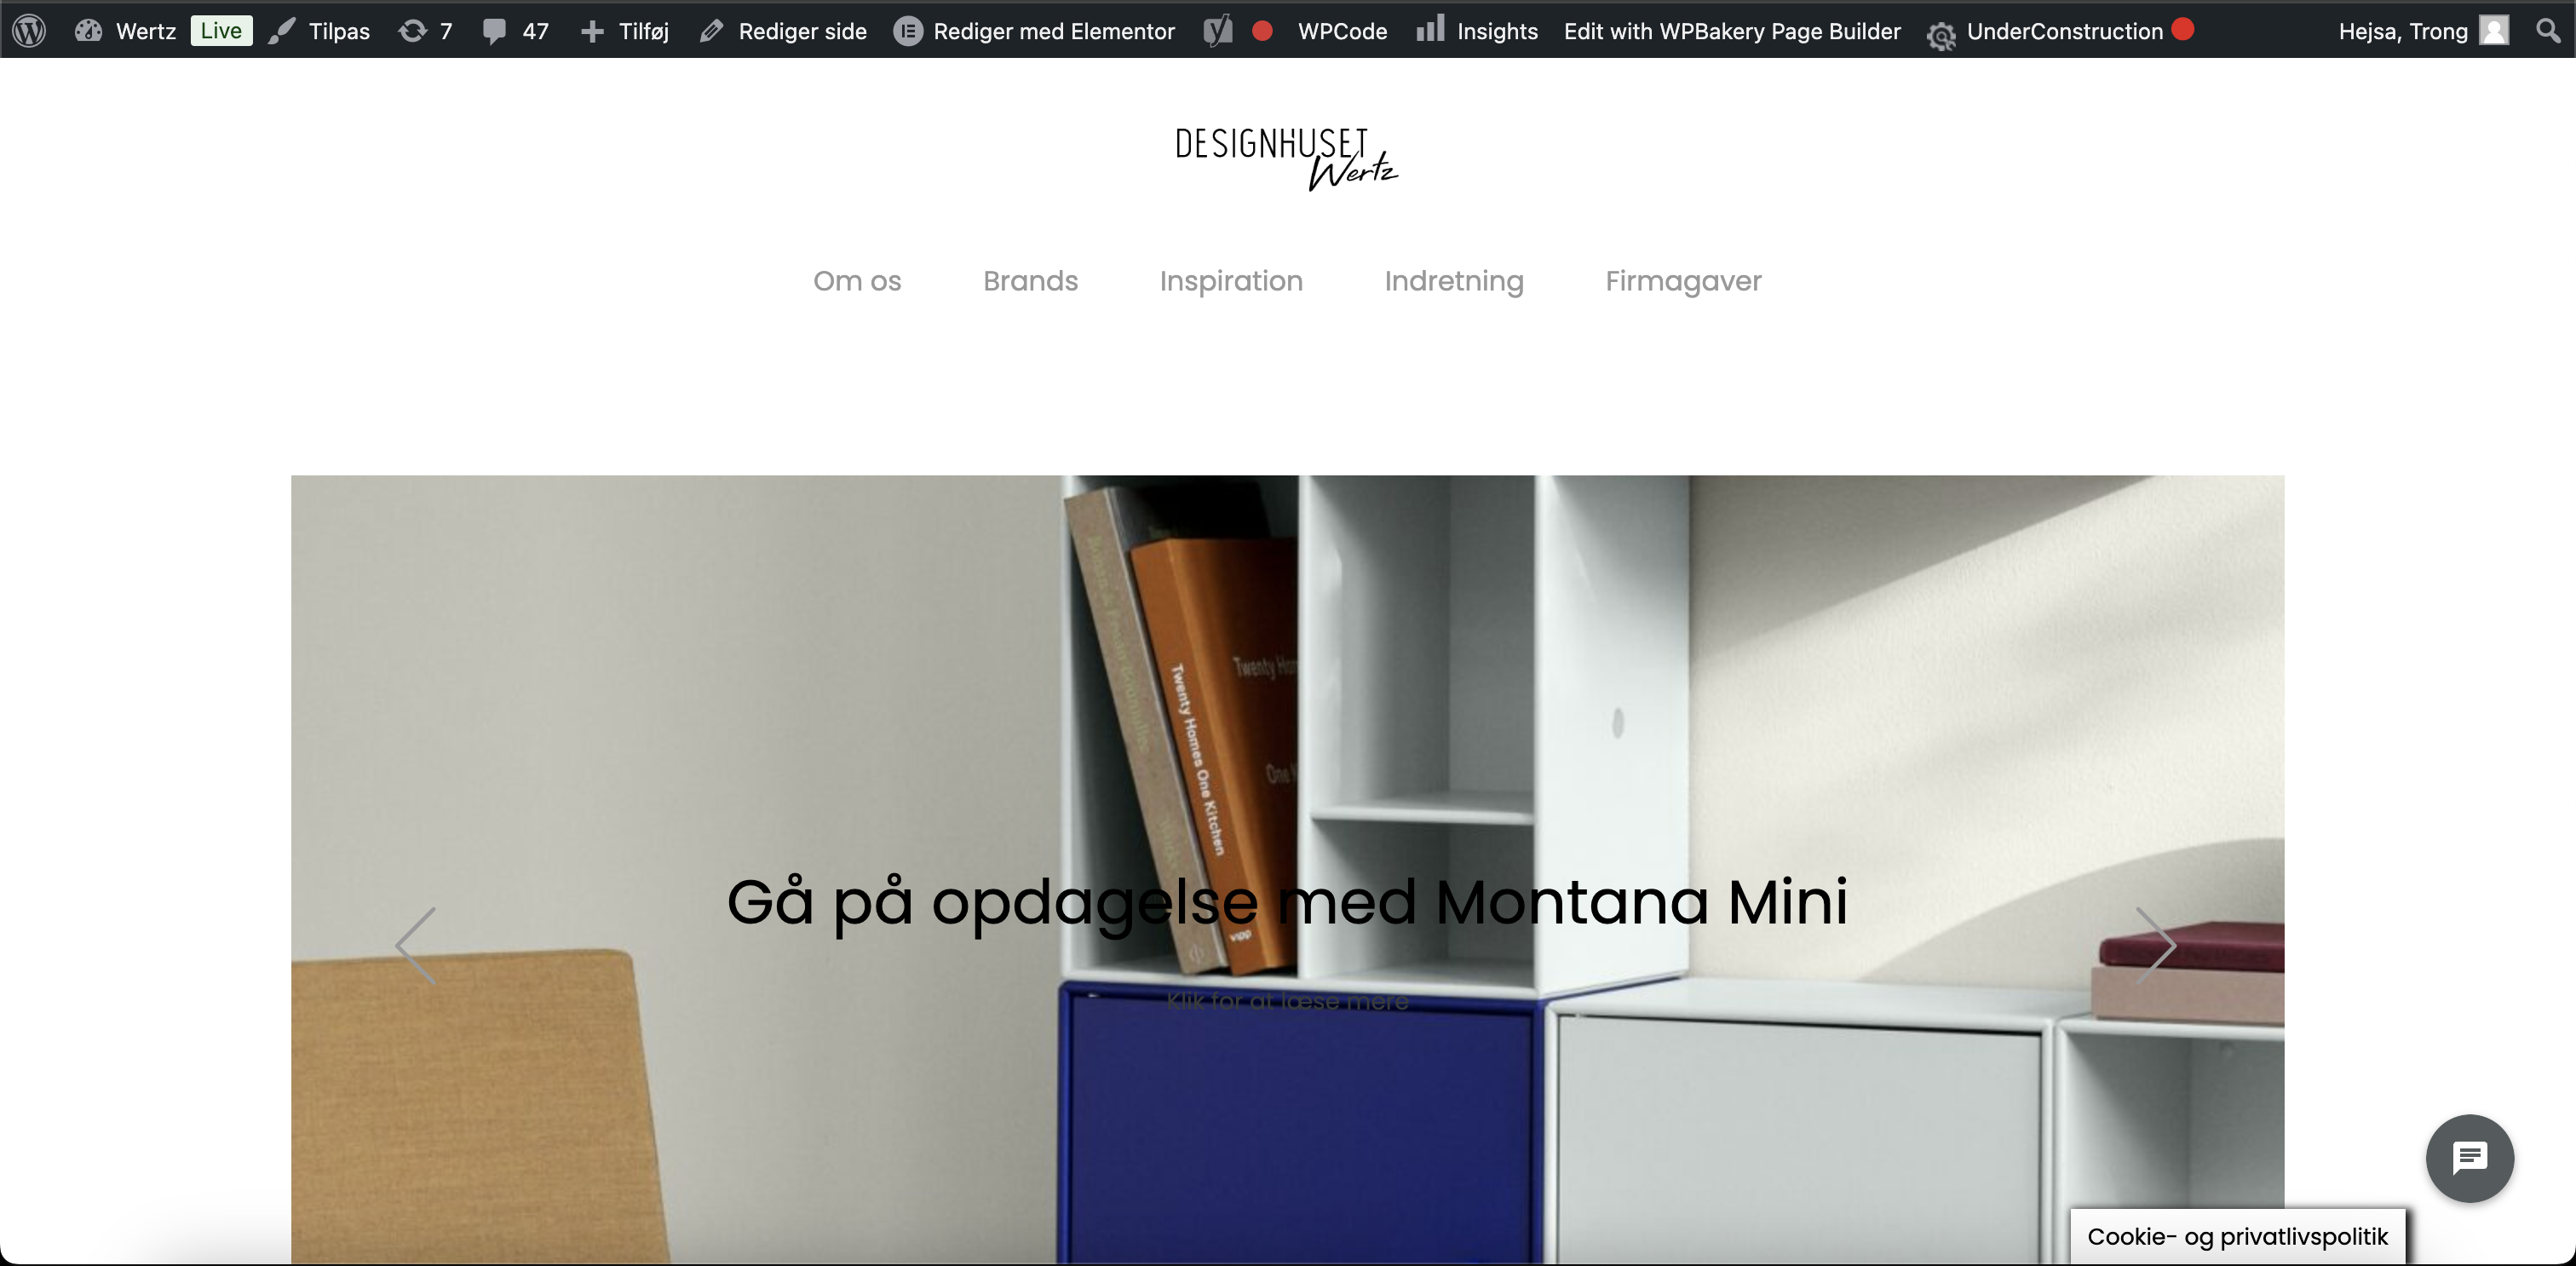 Wertz Live Tilpas 7 47 Tilføj Rediger side Rediger med Elementor WPCode Insights Edit with WPBakery Page Builder UnderConstruction Hejsa, Trong
DESIGNHUSET
Wertz
Om os Brands Inspiration Indretning Firmagaver
Twenty Homes One Kitchen
vipp
Gå på opdagelse med Montana Mini
Klik for at læse mere
Cookie- og privatlivspolitik